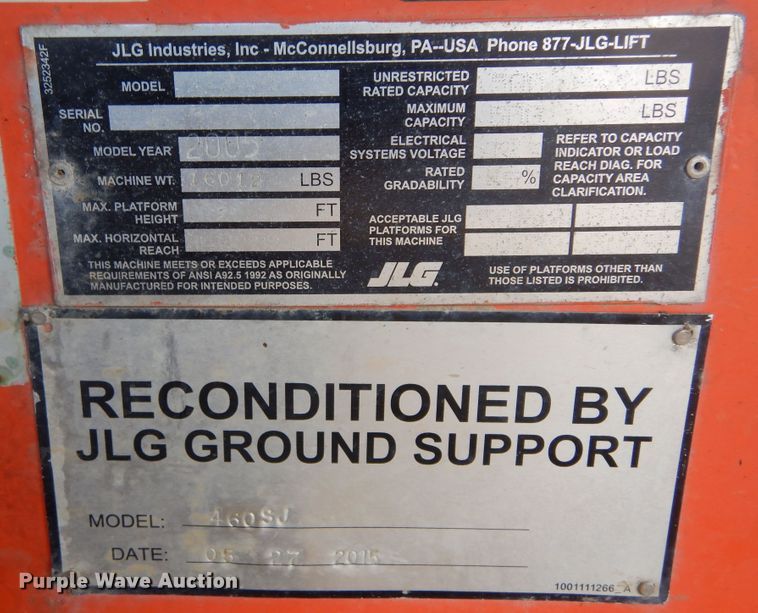 3252342F
JLG Industries, Inc - McConnellsburg, PA--USA Phone 877-JLG-LIFT
MODEL
SERIAL
NO.
MODEL YEAR 2005
MACHINE WT. LBS
MAX. PLATFORM
HEIGHT FT
MAX. HORIZONTAL
REACH FT
THIS MACHINE MEETS OR EXCEEDS APPLICABLE
REQUIREMENTS OF ANSI A92.5 1992 AS ORIGINALLY
MANUFACTURED FOR INTENDED PURPOSES.
UNRESTRICTED
RATED CAPACITY LBS
MAXIMUM
CAPACITY LBS
ELECTRICAL
SYSTEMS VOLTAGE
RATED
GRADABILITY %
REFER TO CAPACITY
INDICATOR OR LOAD
REACH DIAG. FOR
CAPACITY AREA
CLARIFICATION.
ACCEPTABLE JLG
PLATFORMS FOR
THIS MACHINE
JLG
USE OF PLATFORMS OTHER THAN
THOSE LISTED IS PROHIBITED.
RECONDITIONED BY
JLG GROUND SUPPORT
MODEL: 460SJ
DATE: 05 27 2015
1001111266_A
Purple Wave Auction